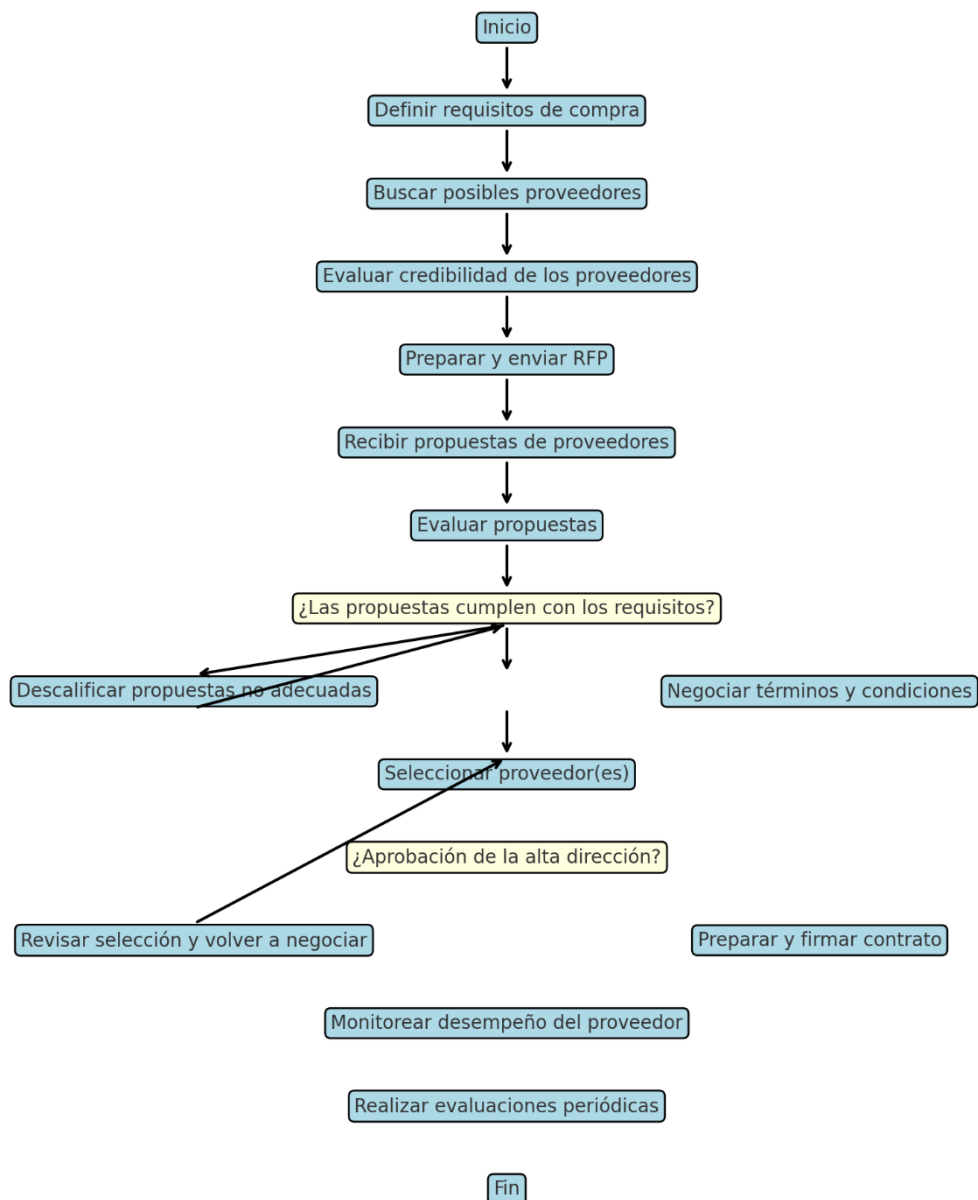 Inicio
Definir requisitos de compra
Buscar posibles proveedores
Evaluar credibilidad de los proveedores
Preparar y enviar RFP
Recibir propuestas de proveedores
Evaluar propuestas
¿Las propuestas cumplen con los requisitos?
Descalificar propuestas no adecuadas
Negociar términos y condiciones
Seleccionar proveedor(es)
¿Aprobación de la alta dirección?
Revisar selección y volver a negociar
Preparar y firmar contrato
Monitorear desempeño del proveedor
Realizar evaluaciones periódicas
Fin